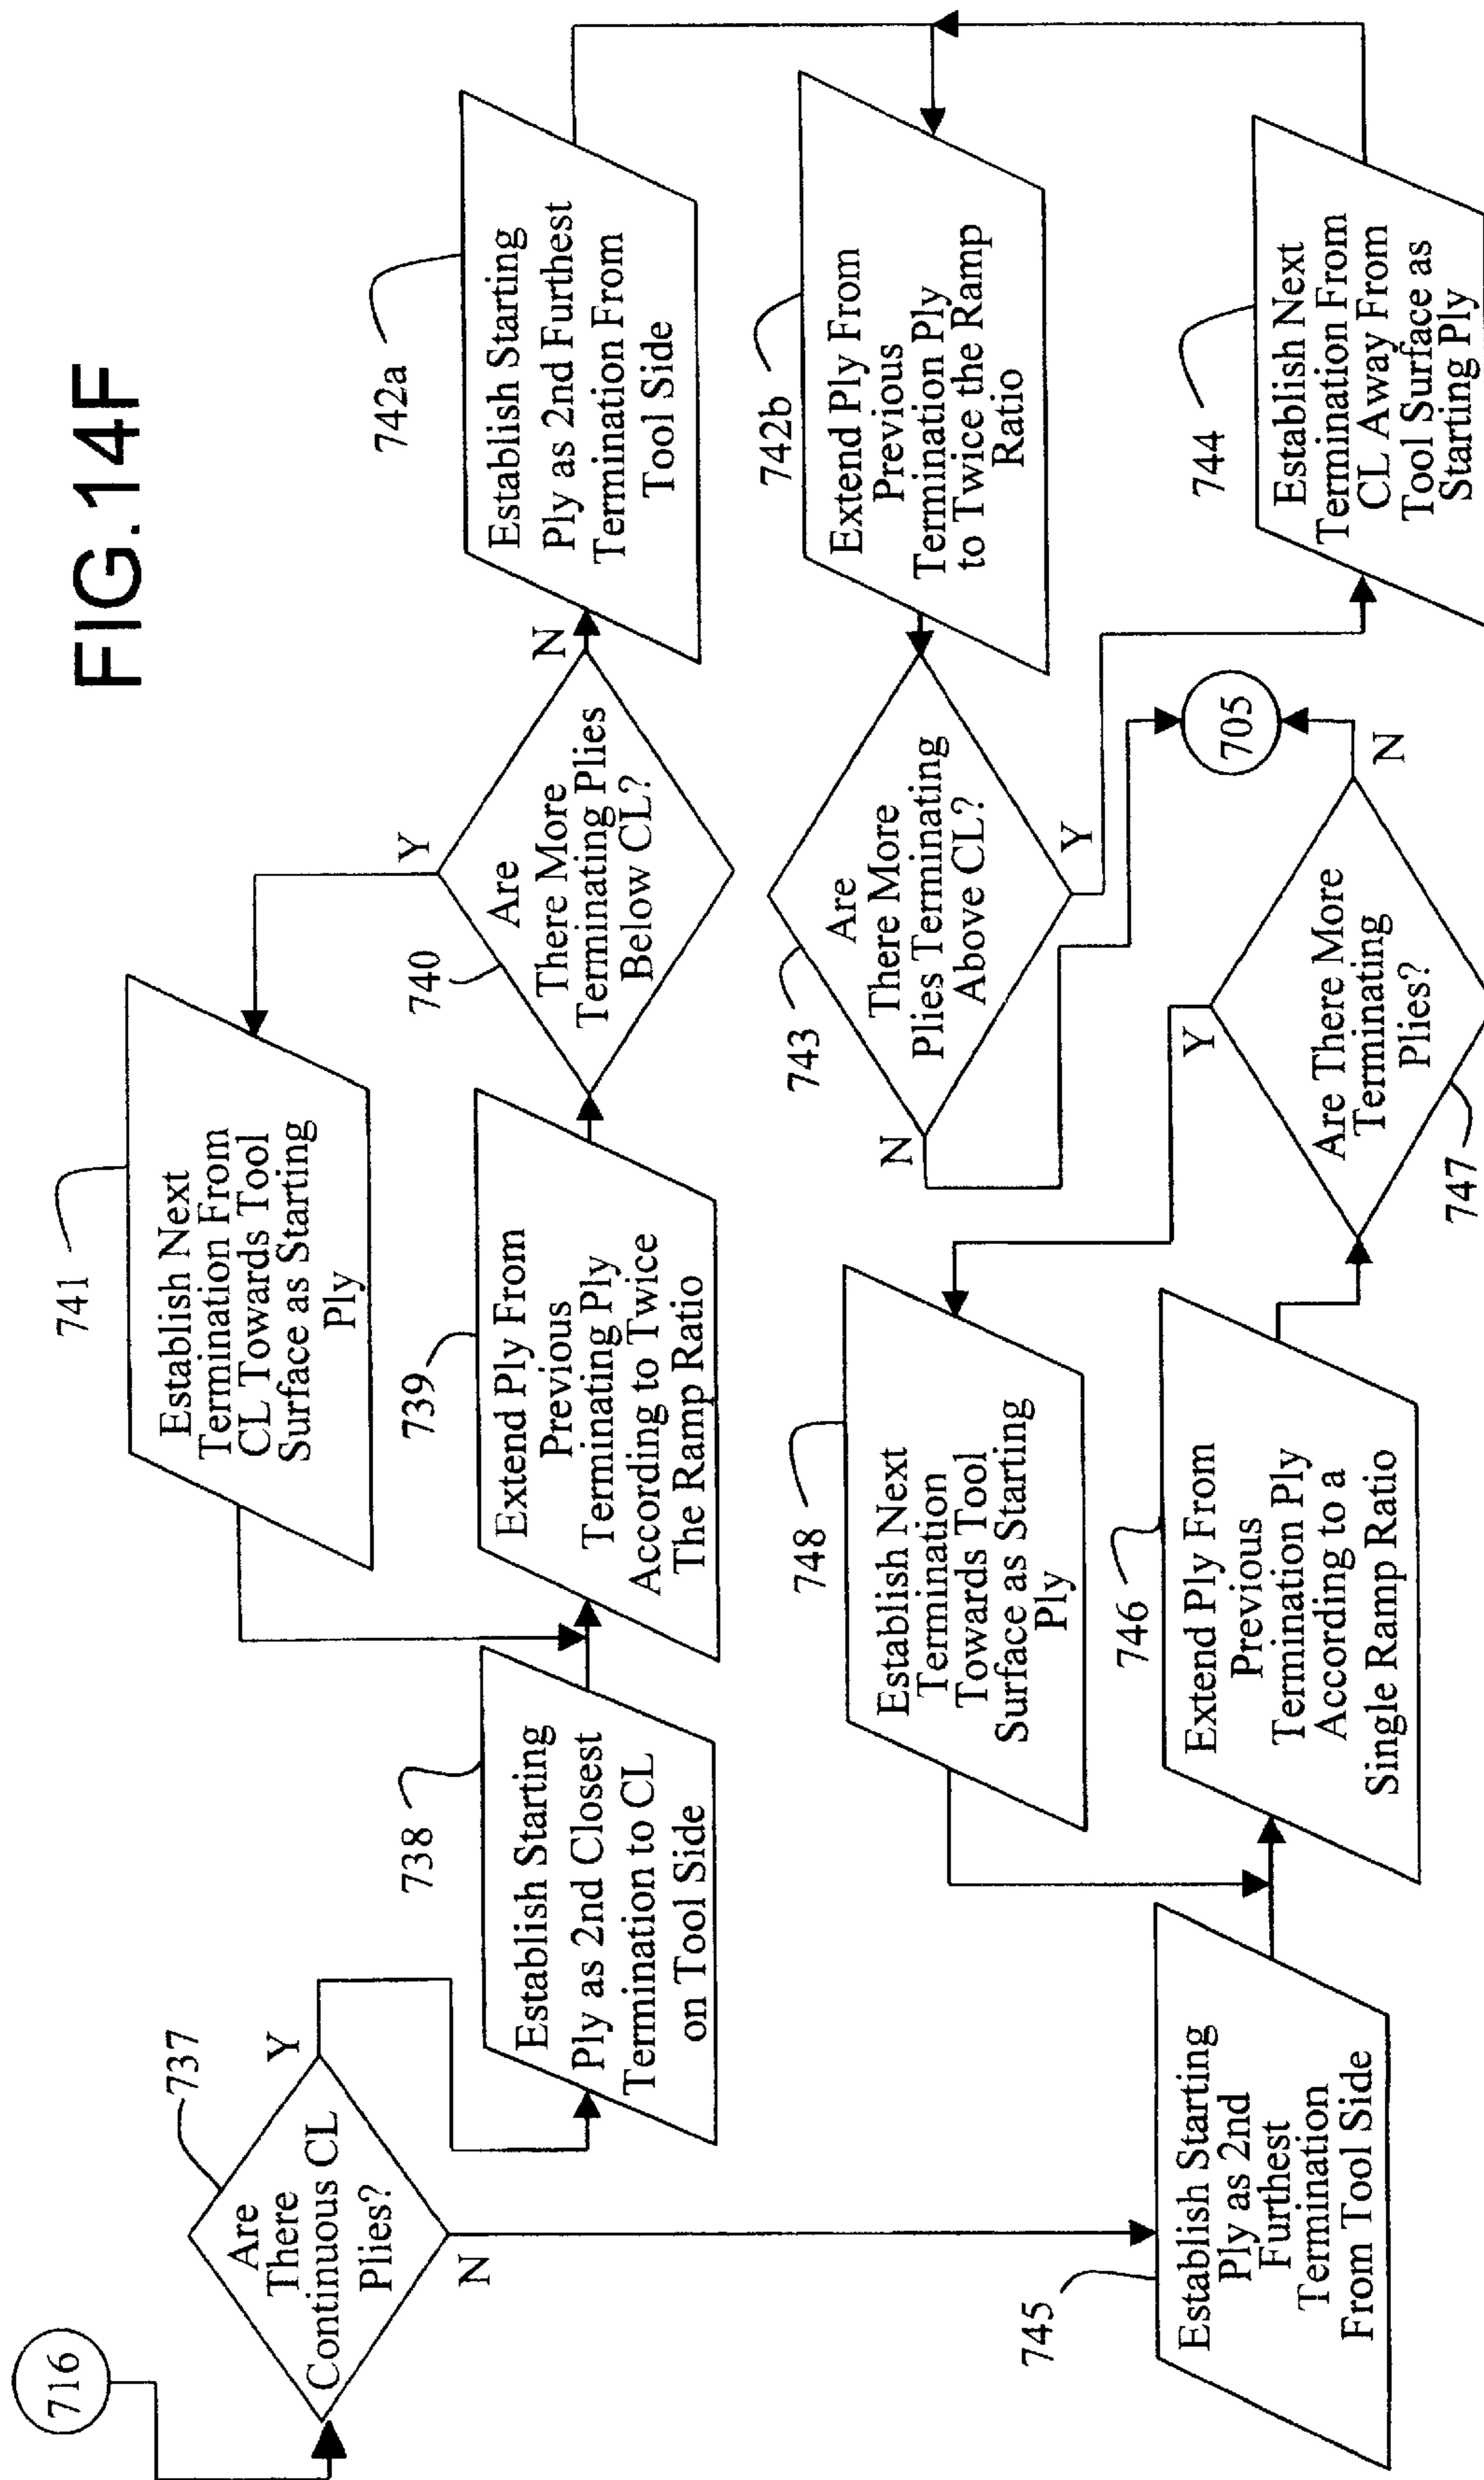 FIG.14F
716
737
Are
There
Continuous CL
Plies?
Y
N
738
Establish Starting
Ply as 2nd Closest
Termination to CL
on Tool Side
739
Extend Ply From
Previous
Terminating Ply
According to Twice
The Ramp Ratio
740
Are
There More
Terminating Plies
Below CL?
Y
N
741
Establish Next
Termination From
CL Towards Tool
Surface as Starting
Ply
742a
Establish Starting
Ply as 2nd Furthest
Termination From
Tool Side
742b
Extend Ply From
Previous
Termination Ply
to Twice the Ramp
Ratio
743
Are
There More
Plies Terminating
Above CL?
N
Y
744
Establish Next
Termination From
CL Away From
Tool Surface as
Starting Ply
705
745
Establish Starting
Ply as 2nd
Furthest
Termination
From Tool Side
746
Extend Ply From
Previous
Termination Ply
According to a
Single Ramp Ratio
747
Are There More
Terminating
Plies?
Y
N
748
Establish Next
Termination
Towards Tool
Surface as Starting
Ply